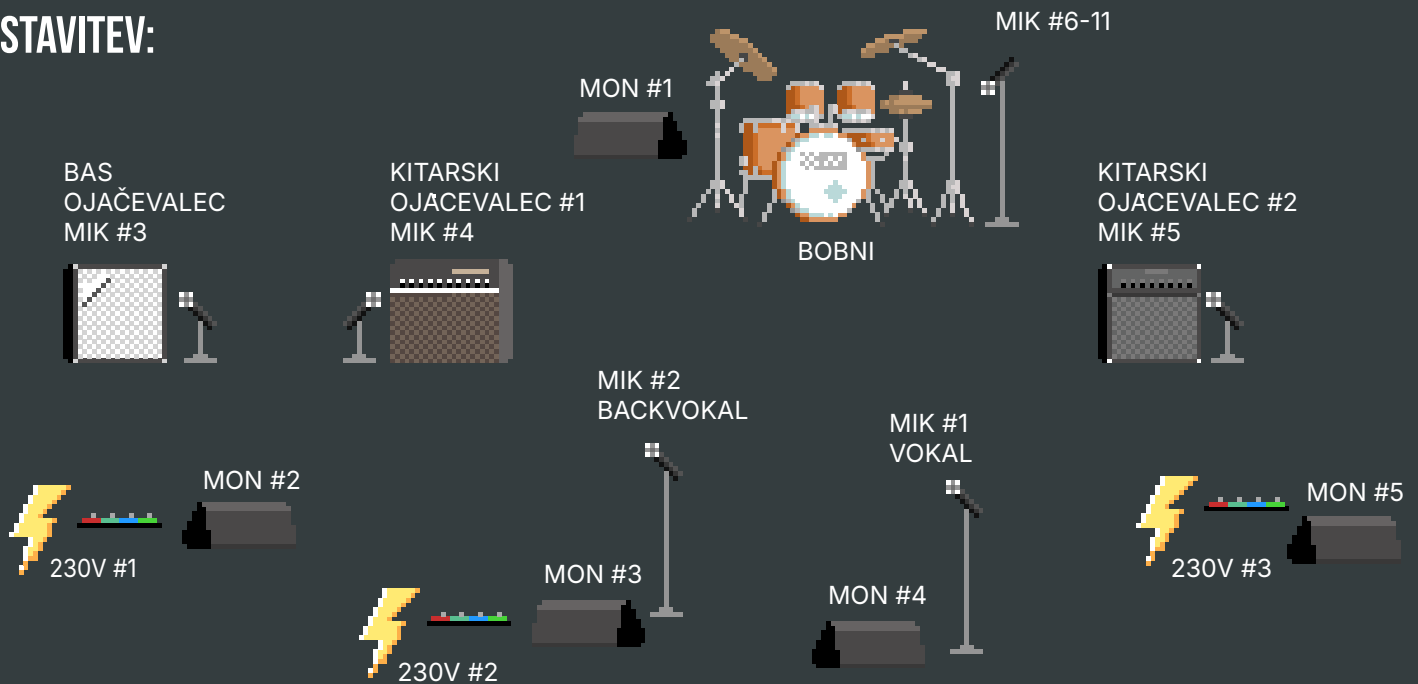 STAVITEV:
MIK #6-11
MON #1
BAS
OJAČEVALEC
MIK #3
KITARSKI
OJAČEVALEC #1
MIK #4
BOBNI
KITARSKI
OJAČEVALEC #2
MIK #5
MIK #2
BACKVOKAL
MIK #1
VOKAL
MON #2
230V #1
MON #3
230V #2
MON #4
MON #5
230V #3